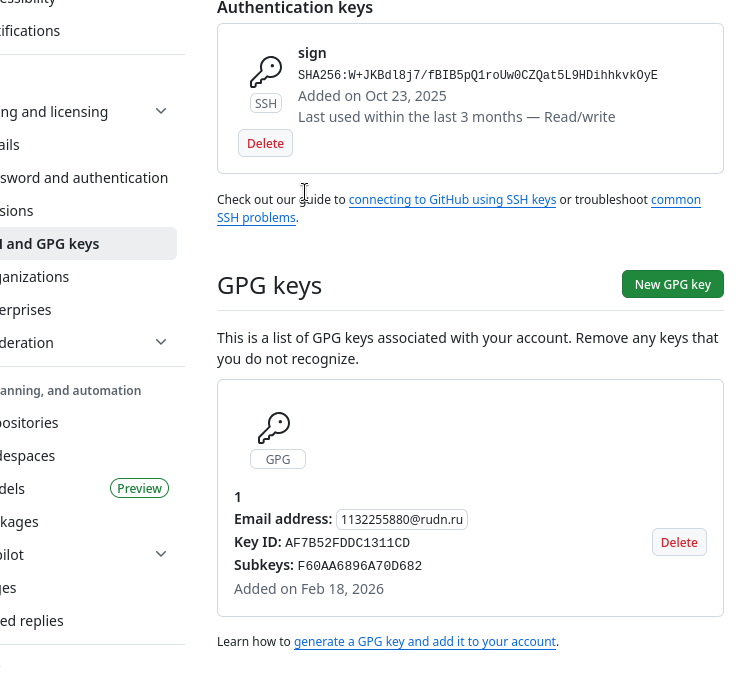 Authentication keys
sign
SHA256:W+JKBdl8j7/fBIB5pQ1roUw0CZQat5L9HDihhkvkOyE
SSH
Added on Oct 23, 2025
Last used within the last 3 months — Read/write
Delete
Check out our guide to connecting to GitHub using SSH keys or troubleshoot common
SSH problems.
GPG keys
New GPG key
This is a list of GPG keys associated with your account. Remove any keys that
you do not recognize.
GPG
1
Email address: 1132255880@rudn.ru
Key ID: AF7B52FDDC1311CD
Subkeys: F60AA6896A70D682
Added on Feb 18, 2026
Delete
Learn how to generate a GPG key and add it to your account.
ssibility
tifications
ng and licensing
ails
sword and authentication
sions
H and GPG keys
ganizations
erprises
deration
anning, and automation
positories
despaces
dels
Preview
kages
pilot
ges
ed replies